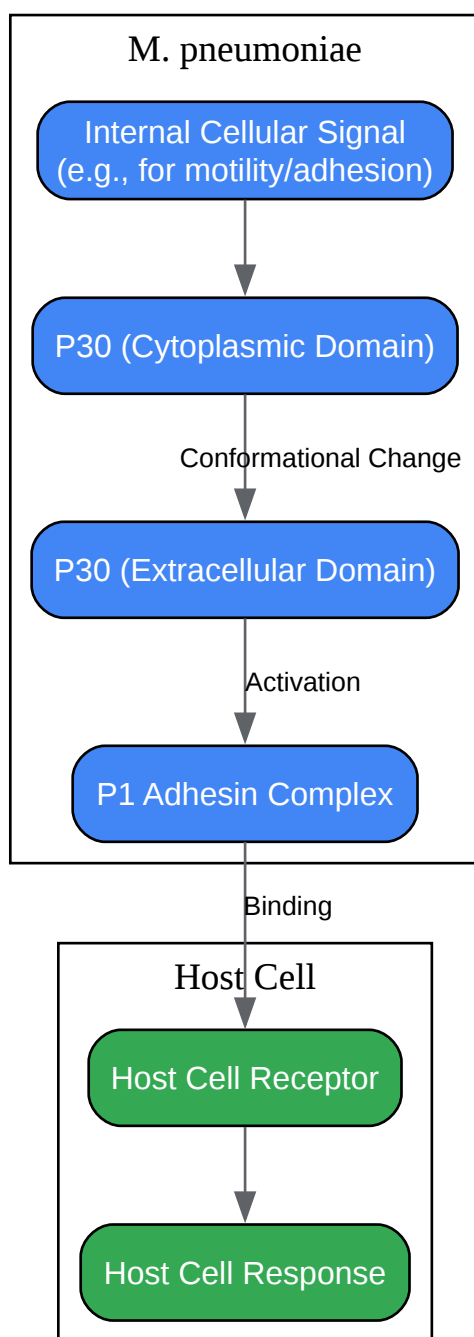 M. pneumoniae
Internal Cellular Signal
(e.g., for motility/adhesion)
P30 (Cytoplasmic Domain)
Conformational Change
P30 (Extracellular Domain)
Activation
P1 Adhesin Complex
Binding
Host Cell
Host Cell Receptor
Host Cell Response